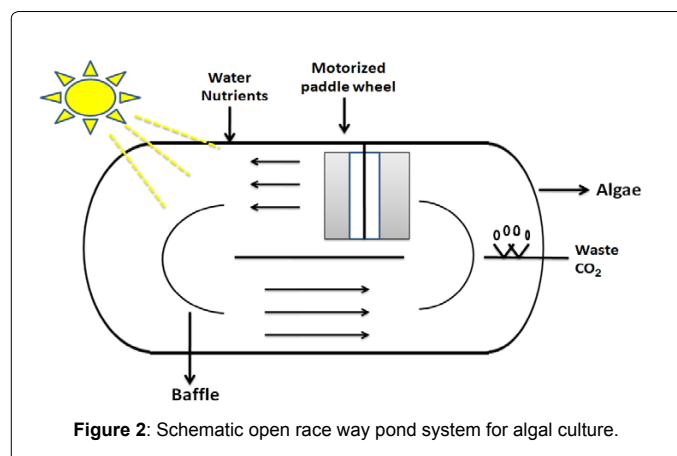 Water
Nutrients
Motorized
paddle wheel
Algae
Waste
CO₂
Baffle
Figure 2: Schematic open race way pond system for algal culture.